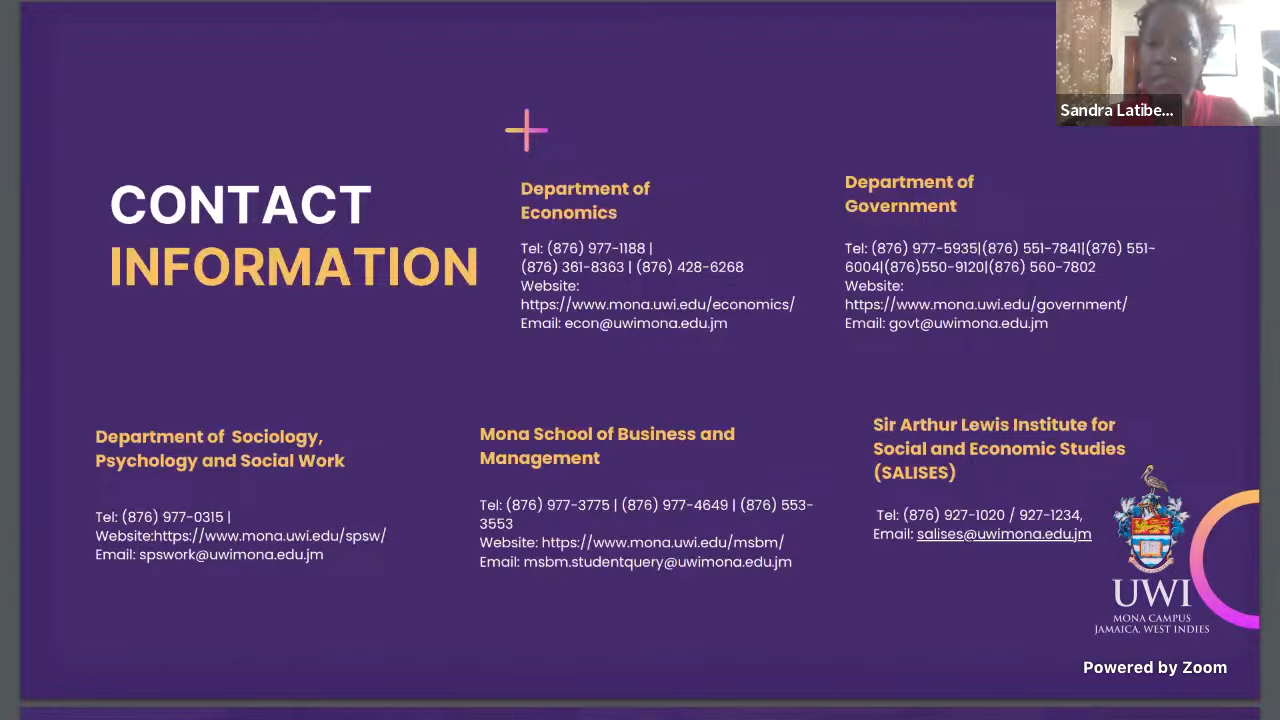 Sandra Latibe...
CONTACT
INFORMATION
Department of
Economics
Tel: (876) 977-1188 |
(876) 361-8363 | (876) 428-6268
Website:
https://www.mona.uwi.edu/economics/
Email: econ@uwimona.edu.jm
Department of
Government
Tel: (876) 977-5935|(876) 551-7841|(876) 551-
6004|(876)550-9120|(876) 560-7802
Website:
https://www.mona.uwi.edu/government/
Email: govt@uwimona.edu.jm
Department of  Sociology,
Psychology and Social Work
Tel: (876) 977-0315 |
Website:https://www.mona.uwi.edu/spsw/
Email: spswork@uwimona.edu.jm
Mona School of Business and
Management
Tel: (876) 977-3775 | (876) 977-4649 | (876) 553-
3553
Website: https://www.mona.uwi.edu/msbm/
Email: msbm.studentquery@uwimona.edu.jm
Sir Arthur Lewis Institute for
Social and Economic Studies
(SALISES)
Tel: (876) 927-1020 / 927-1234,
Email: salises@uwimona.edu.jm
UWI
MONA CAMPUS
JAMAICA, WEST INDIES
Powered by Zoom